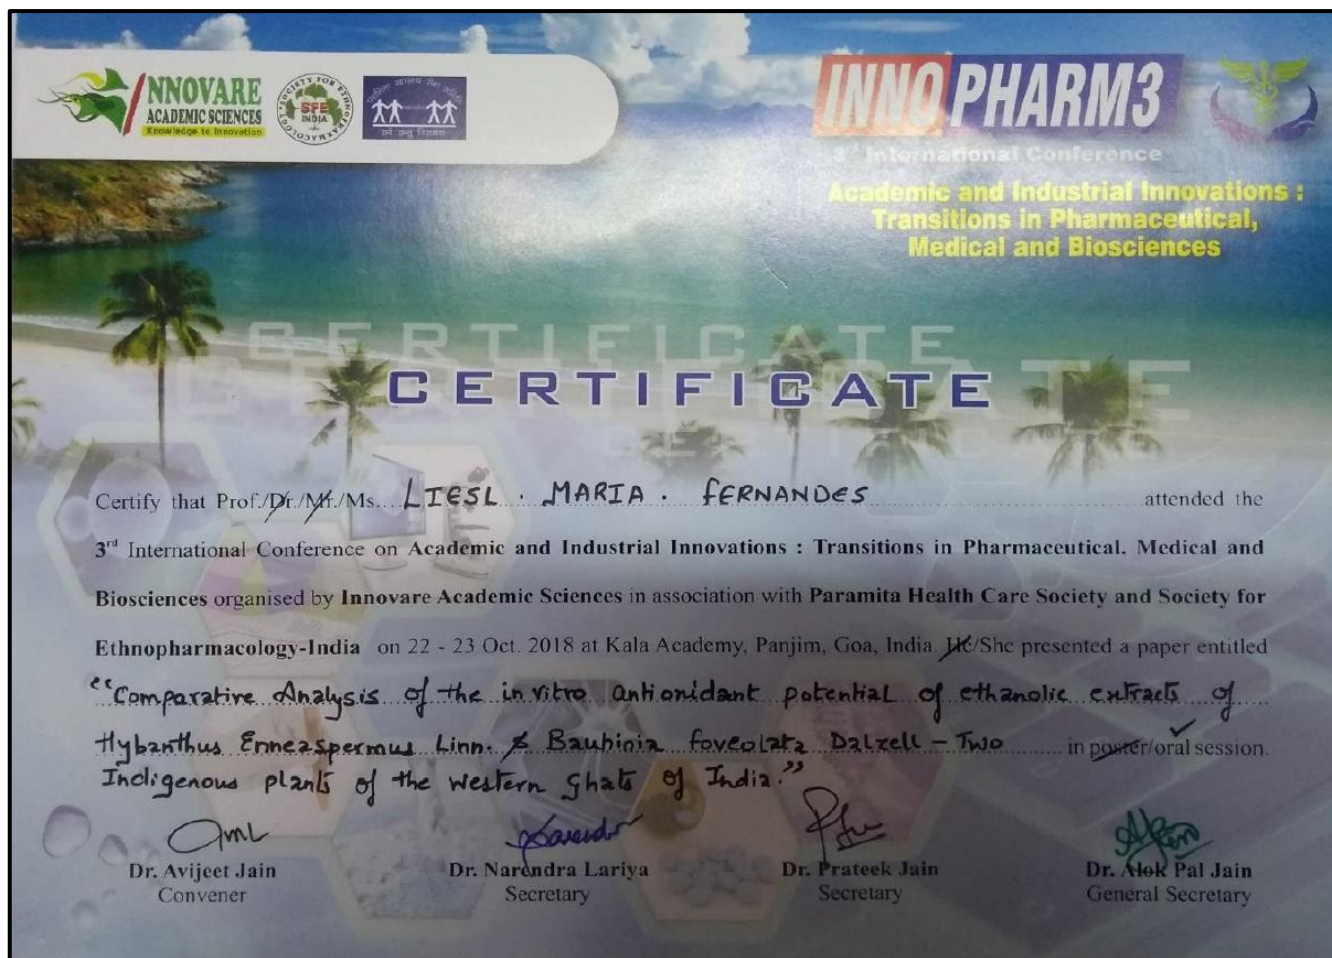 INNOVARE
ACADEMIC SCIENCES
Knowledge to Innovation
SOCIETY FOR ETHNOPHARMACOLOGY
SFE
INDIA
INNOPHARM3
3rd International Conference
Academic and Industrial Innovations :
Transitions in Pharmaceutical,
Medical and Biosciences
CERTIFICATE
CERTIFICATE
Certify that Prof./Dr./Mr./Ms. LIESL . MARIA . FERNANDES attended the
3rd International Conference on Academic and Industrial Innovations : Transitions in Pharmaceutical, Medical and
Biosciences organised by Innovare Academic Sciences in association with Paramita Health Care Society and Society for
Ethnopharmacology-India on 22 - 23 Oct. 2018 at Kala Academy, Panjim, Goa, India. He/She presented a paper entitled
"Comparative Analysis of the in vitro antionidant potential of ethanolic extracts of
Hybanthus Enneaspermus Linn. & Bauhinia foveolata Dalzell - Two in poster/oral session.
Indigenous plants of the Western Ghats of India."
Dr. Avijeet Jain Dr. Narendra Lariya Dr. Prateek Jain Dr. Alok Pal Jain
Convener Secretary Secretary General Secretary